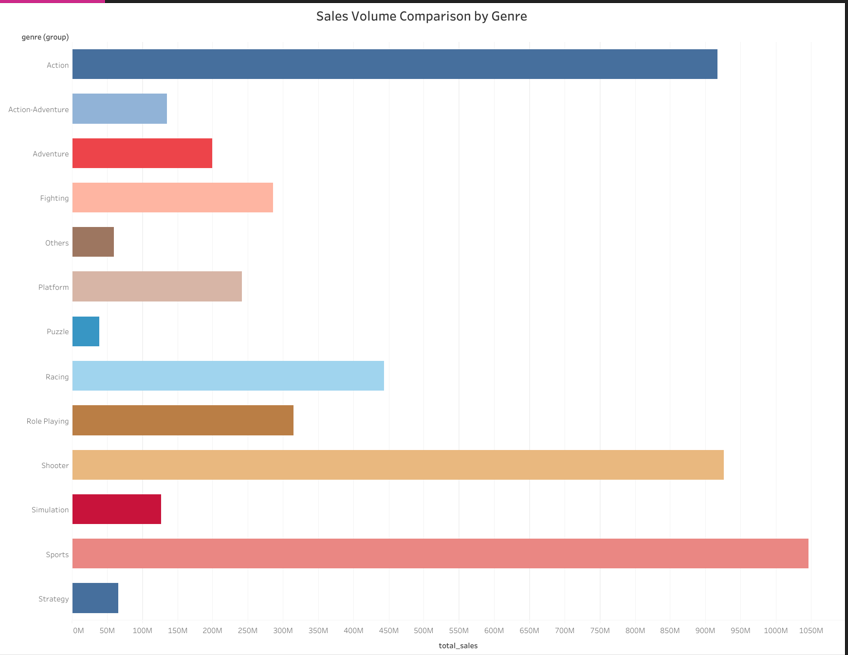 Sales Volume Comparison by Genre
genre (group)
Action
Action-Adventure
Adventure
Fighting
Others
Platform
Puzzle
Racing
Role Playing
Shooter
Simulation
Sports
Strategy
0M 50M 100M 150M 200M 250M 300M 350M 400M 450M 500M 550M 600M 650M 700M 750M 800M 850M 900M 950M 1000M 1050M
total_sales